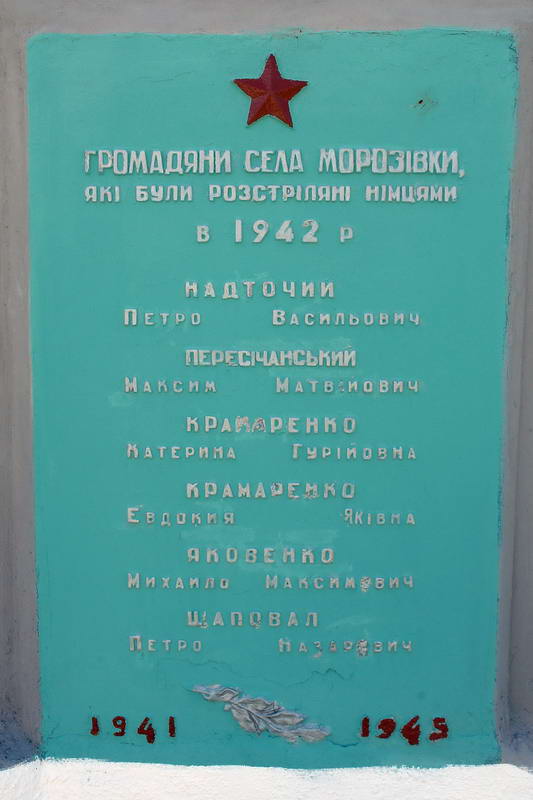 ГРОМАДЯНИ СЕЛА МОРОЗІВКИ,
ЯКІ БУЛИ РОЗСТРІЛЯНІ НІМЦЯМИ
В 1942 Р
НАДТОЧИЙ
ПЕТРО ВАСИЛЬОВИЧ
ПЕРЕСІЧАНСЬКИЙ
МАКСИМ МАТВІЙОВИЧ
КРАМАРЕНКО
КАТЕРИНА ГУРІЙОВНА
КРАМАРЕНКО
ЕВДОКИЯ ЯКІВНА
ЯКОВЕНКО
МИХАЙЛО МАКСИМОВИЧ
ШАПОВАЛ
ПЕТРО НАЗАРОВИЧ
1941 1945